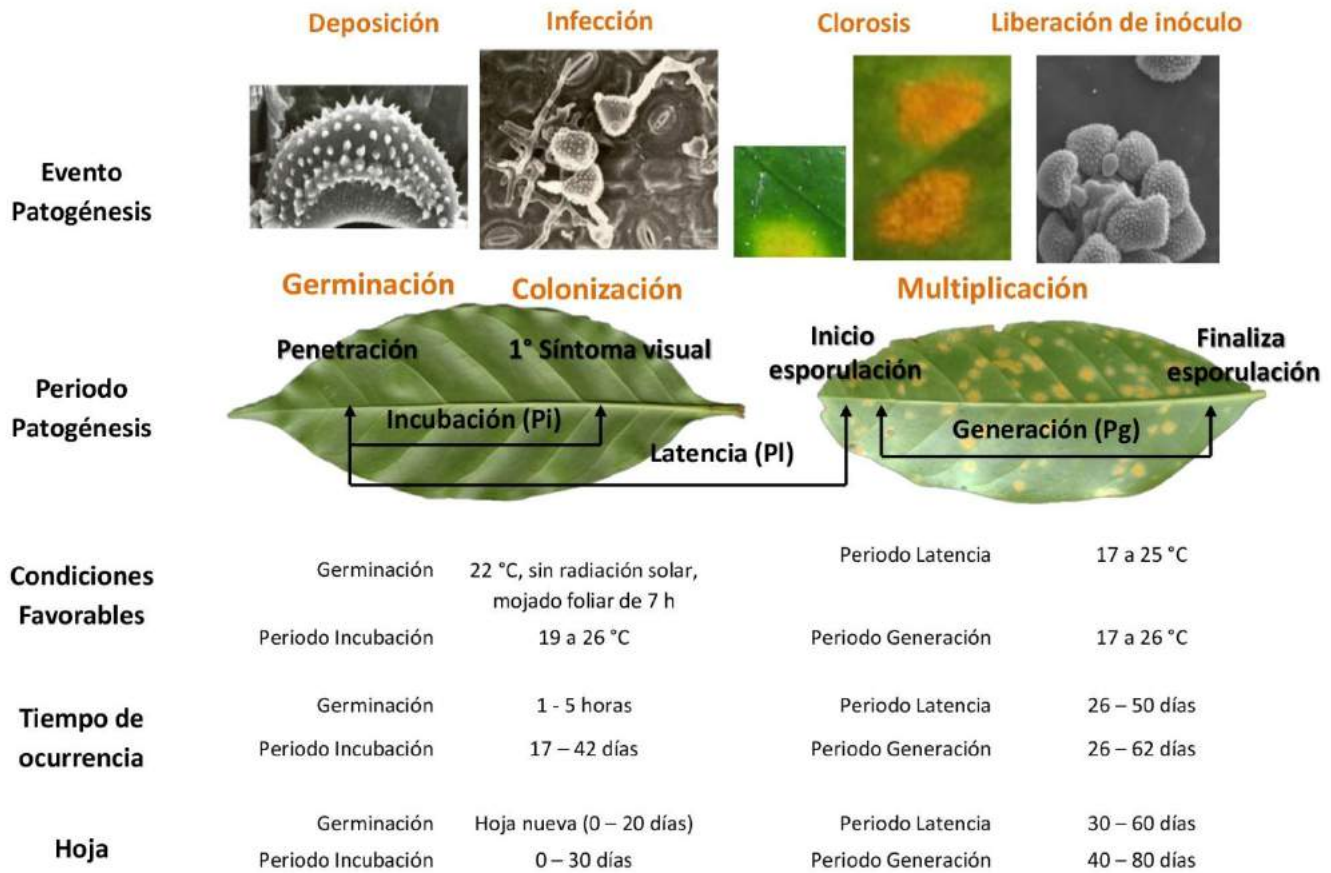 Deposición
Infección
Clorosis
Liberación de inóculo
Evento
Patogénesis
Germinación
Colonización
Multiplicación
Periodo
Patogénesis
Penetración
1° Síntoma visual
Inicio
esporulación
Finaliza
esporulación
Incubación (Pi)
Latencia (Pl)
Generación (Pg)
Condiciones
Favorables
Germinación
22 °C, sin radiación solar,
mojado foliar de 7 h
Periodo Latencia
17 a 25 °C
Periodo Incubación
19 a 26 °C
Periodo Generación
17 a 26 °C
Tiempo de
ocurrencia
Germinación
1 - 5 horas
Periodo Latencia
26 – 50 días
Periodo Incubación
17 – 42 días
Periodo Generación
26 – 62 días
Hoja
Germinación
Hoja nueva (0 – 20 días)
Periodo Latencia
30 – 60 días
Periodo Incubación
0 – 30 días
Periodo Generación
40 – 80 días